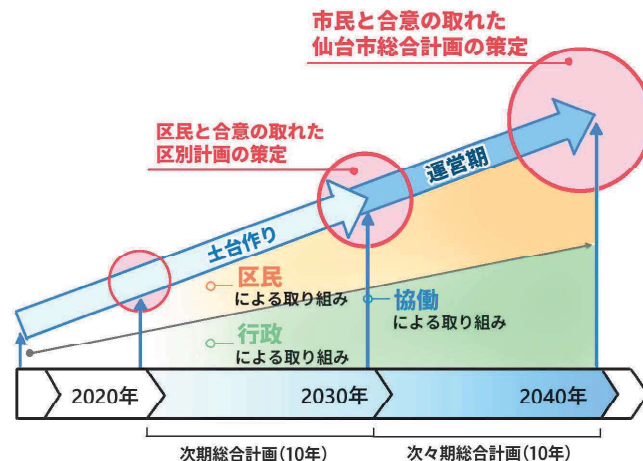 市民と合意の取れた
仙台市総合計画の策定
区民と合意の取れた
区別計画の策定
運営期
土台作り
区民
による取り組み
協働
による取り組み
行政
による取り組み
2020年
2030年
2040年
次期総合計画(10年)
次々期総合計画(10年)